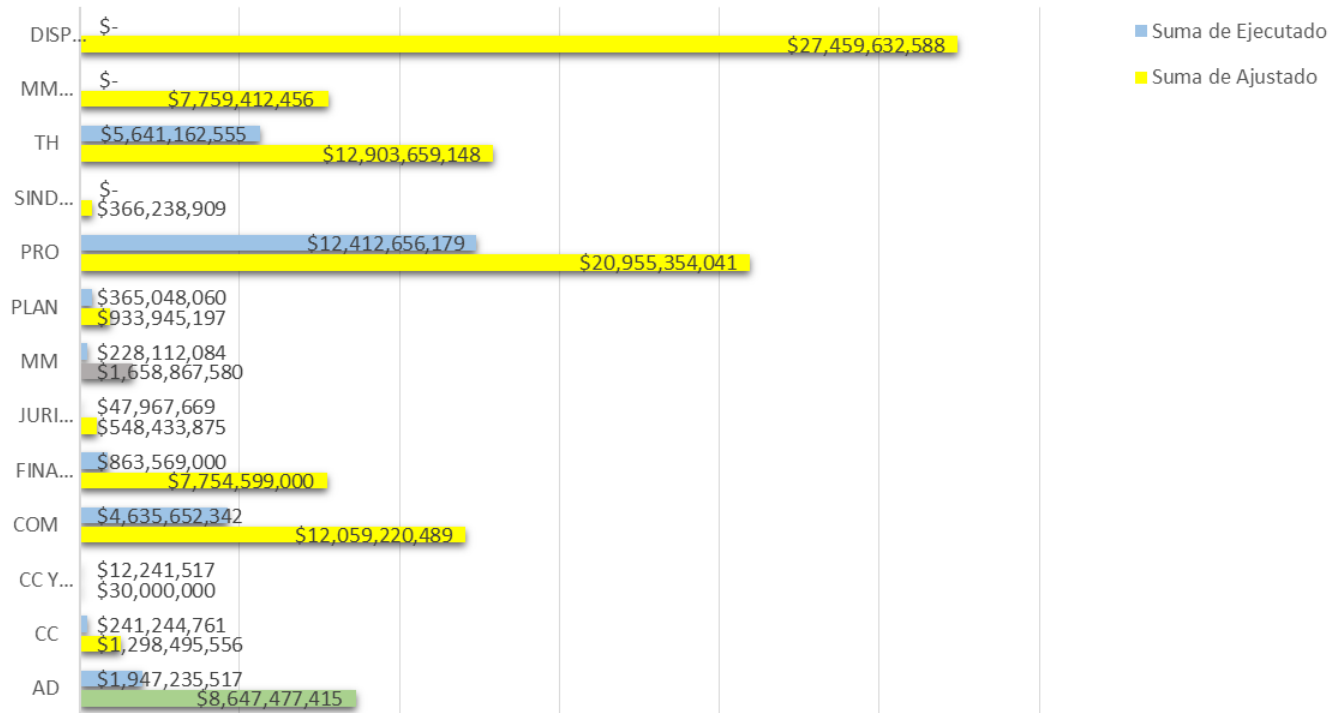 DISP...
$-
$27,459,632,588
MM...
$-
$7,759,412,456
TH
$5,641,162,555
$12,903,659,148
SIND...
$-
$366,238,909
PRO
$12,412,656,179
$20,955,354,041
PLAN
$365,048,060
$933,945,197
MM
$228,112,084
$1,658,867,580
JURI...
$47,967,669
$548,433,875
FINA...
$863,569,000
$7,754,599,000
COM
$4,635,652,342
$12,059,220,489
CC Y...
$12,241,517
$30,000,000
CC
$241,244,761
$1,298,495,556
AD
$1,947,235,517
$8,647,477,415
Suma de Ejecutado
Suma de Ajustado